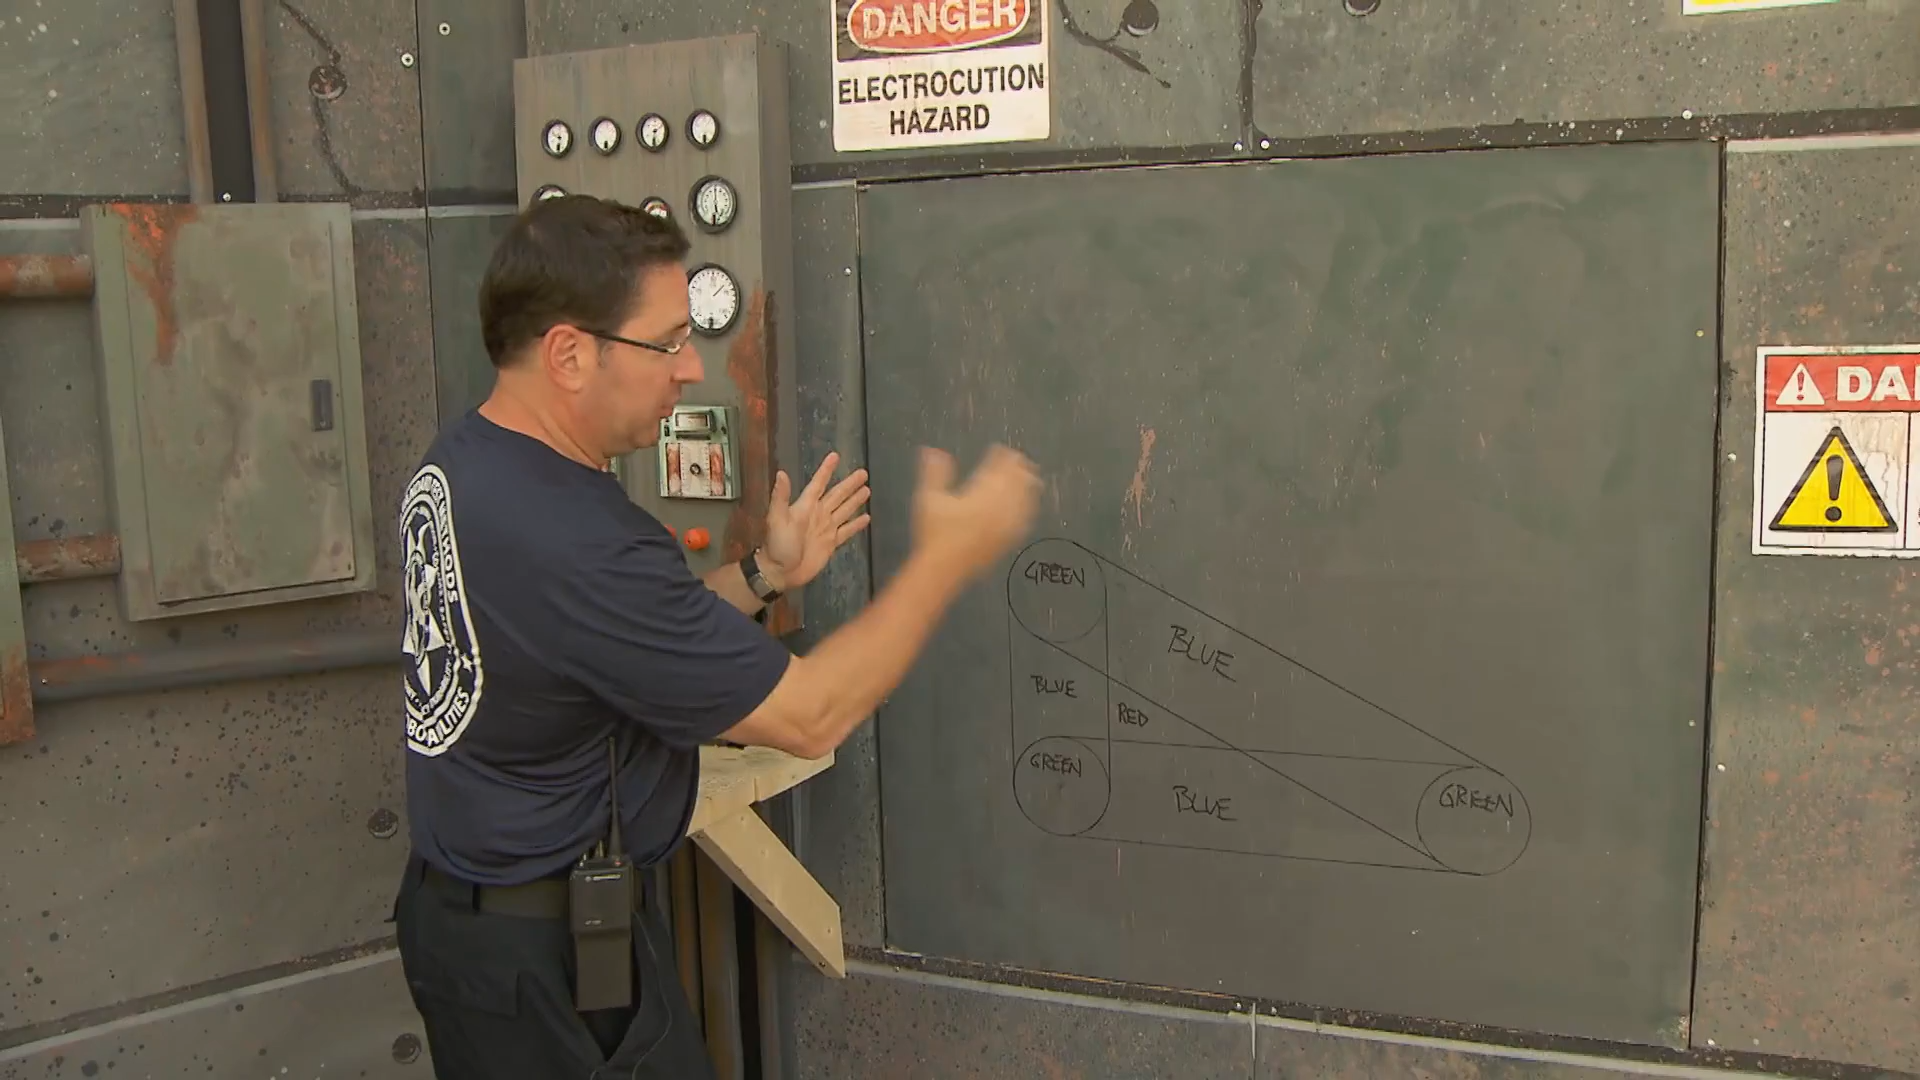 DANGER
ELECTROCUTION
HAZARD
GREEN
BLUE
BLUE
RED
GREEN
BLUE
GREEN
DA